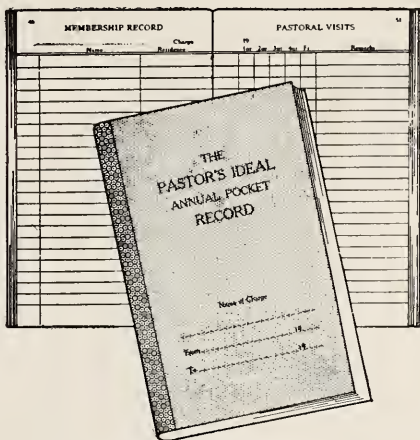 MEMBERSHIP RECORD
Charge
Name Residence
PASTORAL VISITS
19
1st 2nd 3rd 4th Remarks
THE
PASTOR'S IDEAL
ANNUAL POCKET
RECORD
Name of Charge
From 19
To 19